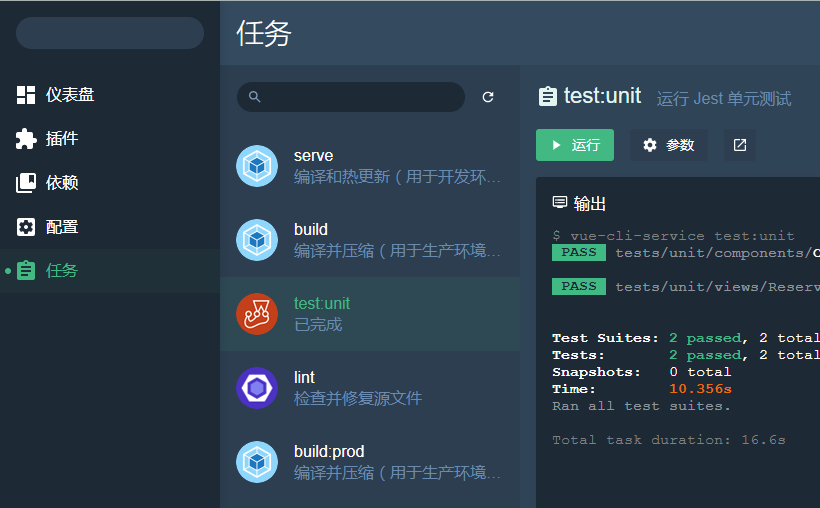 任务
仪表盘
插件
依赖
配置
任务
serve
编译和热更新（用于开发环…
build
编译并压缩（用于生产环境…
test:unit
已完成
lint
检查并修复源文件
build:prod
编译并压缩（用于生产环境…
test:unit 运行 Jest 单元测试
运行 参数
输出
$ vue-cli-service test:unit
PASS tests/unit/components/
PASS tests/unit/views/Reserv
Test Suites: 2 passed, 2 total
Tests: 2 passed, 2 total
Snapshots: 0 total
Time: 10.356s
Ran all test suites.
Total task duration: 16.6s